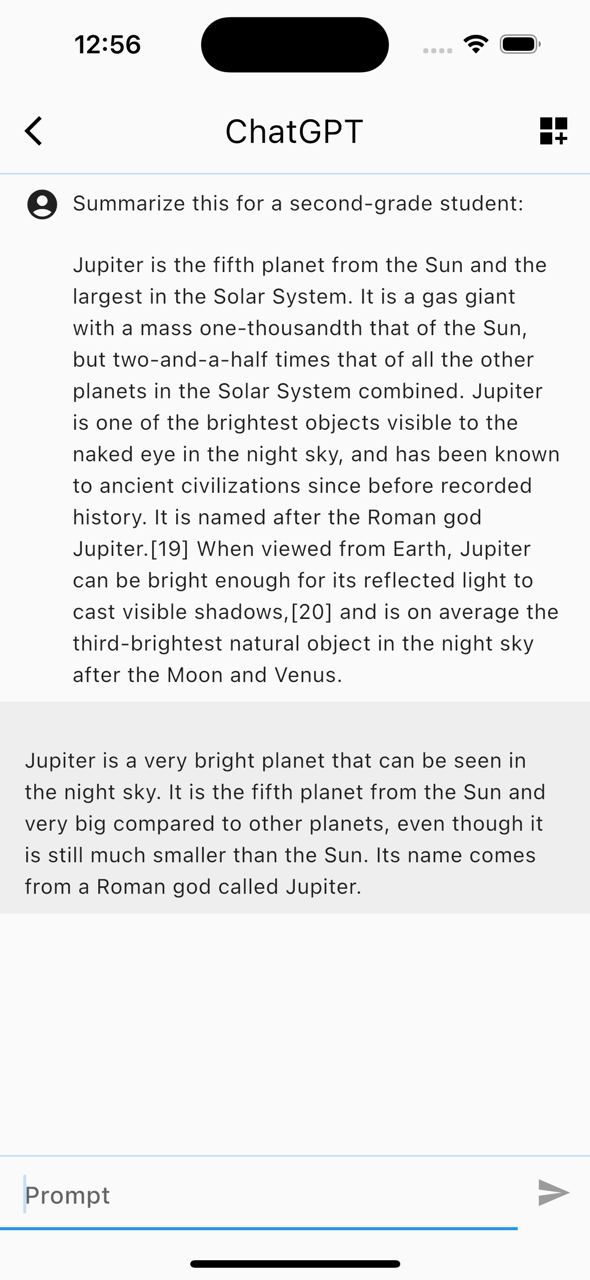 12:56
ChatGPT
Summarize this for a second-grade student:
Jupiter is the fifth planet from the Sun and the
largest in the Solar System. It is a gas giant
with a mass one-thousandth that of the Sun,
but two-and-a-half times that of all the other
planets in the Solar System combined. Jupiter
is one of the brightest objects visible to the
naked eye in the night sky, and has been known
to ancient civilizations since before recorded
history. It is named after the Roman god
Jupiter.[19] When viewed from Earth, Jupiter
can be bright enough for its reflected light to
cast visible shadows,[20] and is on average the
third-brightest natural object in the night sky
after the Moon and Venus.
Jupiter is a very bright planet that can be seen in
the night sky. It is the fifth planet from the Sun and
very big compared to other planets, even though it
is still much smaller than the Sun. Its name comes
from a Roman god called Jupiter.
Prompt